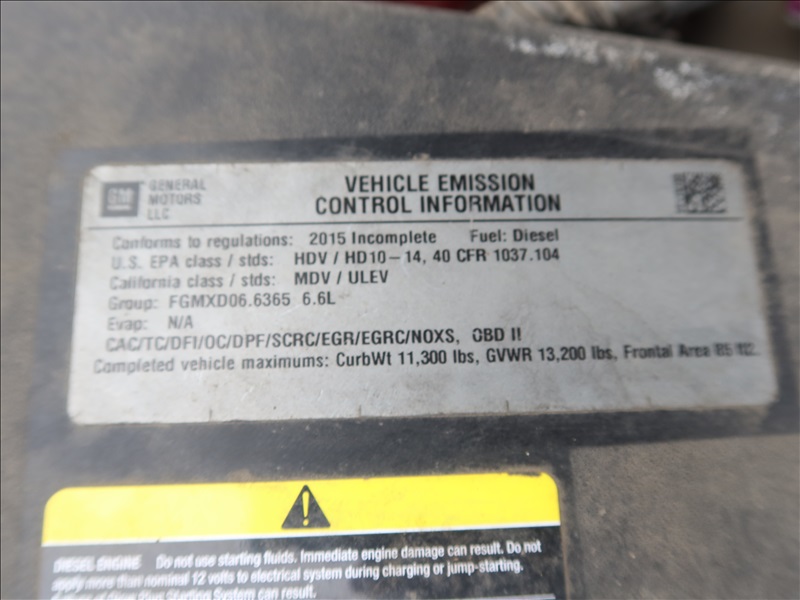 GM
GENERAL
MOTORS
LLC
VEHICLE EMISSION
CONTROL INFORMATION
Conforms to regulations: 2015 Incomplete Fuel: Diesel
U.S. EPA class / stds: HDV / HD10-14, 40 CFR 1037.104
California class / stds: MDV / ULEV
Group: FGMXD06.6365 6.6L
Evap: N/A
CAC/TC/DFI/OC/DPF/SCRC/EGR/EGRC/NOXS, OBD II
Completed vehicle maximums: CurbWt 11,300 lbs, GVWR 13,200 lbs, Frontal Area
DIESEL ENGINE Do not use starting fluids. Immediate engine damage can result. Do not
apply more than nominal 12 volts to electrical system during charging or jump-starting.
System can result.